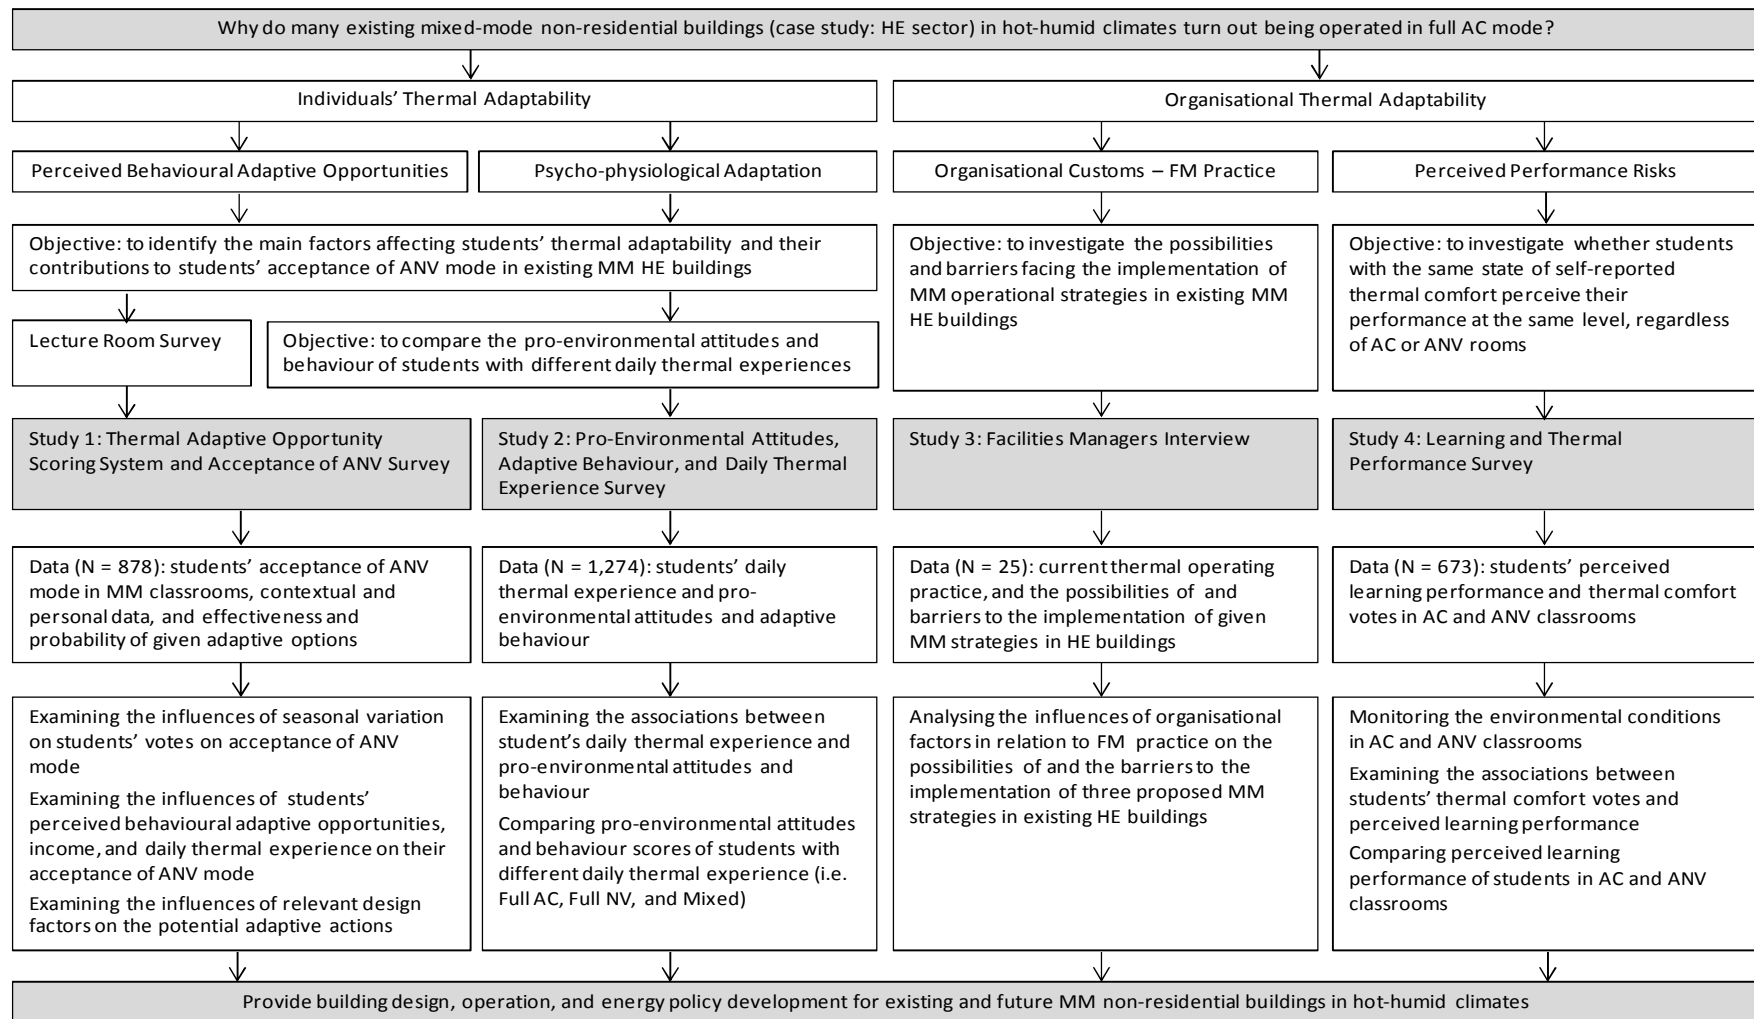 Why do many existing mixed-mode non-residential buildings (case study: HE sector) in hot-humid climates turn out being operated in full AC mode?
Individuals’ Thermal Adaptability
Organisational Thermal Adaptability
Perceived Behavioural Adaptive Opportunities
Psycho-physiological Adaptation
Organisational Customs – FM Practice
Perceived Performance Risks
Objective: to identify the main factors affecting students’ thermal adaptability and their
contributions to students’ acceptance of ANV mode in existing MM HE buildings
Objective: to investigate the possibilities
and barriers facing the implementation of
MM operational strategies in existing MM
HE buildings
Objective: to investigate whether students
with the same state of self-reported
thermal comfort perceive their
performance at the same level, regardless
of AC or ANV rooms
Lecture Room Survey
Objective: to compare the pro-environmental attitudes and
behaviour of students with different daily thermal experiences
Study 1: Thermal Adaptive Opportunity
Scoring System and Acceptance of ANV Survey
Study 2: Pro-Environmental Attitudes,
Adaptive Behaviour, and Daily Thermal
Experience Survey
Study 3: Facilities Managers Interview
Study 4: Learning and Thermal
Performance Survey
Data (N = 878): students’ acceptance of ANV
mode in MM classrooms, contextual and
personal data, and effectiveness and
probability of given adaptive options
Data (N = 1,274): students’ daily
thermal experience and pro-
environmental attitudes and adaptive
behaviour
Data (N = 25): current thermal operating
practice, and the possibilities of and
barriers to the implementation of given
MM strategies in HE buildings
Data (N = 673): students’ perceived
learning performance and thermal comfort
votes in AC and ANV classrooms
Examining the influences of seasonal variation
on students’ votes on acceptance of ANV
mode
Examining the influences of students’
perceived behavioural adaptive opportunities,
income, and daily thermal experience on their
acceptance of ANV mode
Examining the influences of relevant design
factors on the potential adaptive actions
Examining the associations between
student’s daily thermal experience and
pro-environmental attitudes and
behaviour
Comparing pro-environmental attitudes
and behaviour scores of students with
different daily thermal experience (i.e.
Full AC, Full NV, and Mixed)
Analysing the influences of organisational
factors in relation to FM practice on the
possibilities of and the barriers to the
implementation of three proposed MM
strategies in existing HE buildings
Monitoring the environmental conditions
in AC and ANV classrooms
Examining the associations between
students’ thermal comfort votes and
perceived learning performance
Comparing perceived learning
performance of students in AC and ANV
classrooms
Provide building design, operation, and energy policy development for existing and future MM non-residential buildings in hot-humid climates